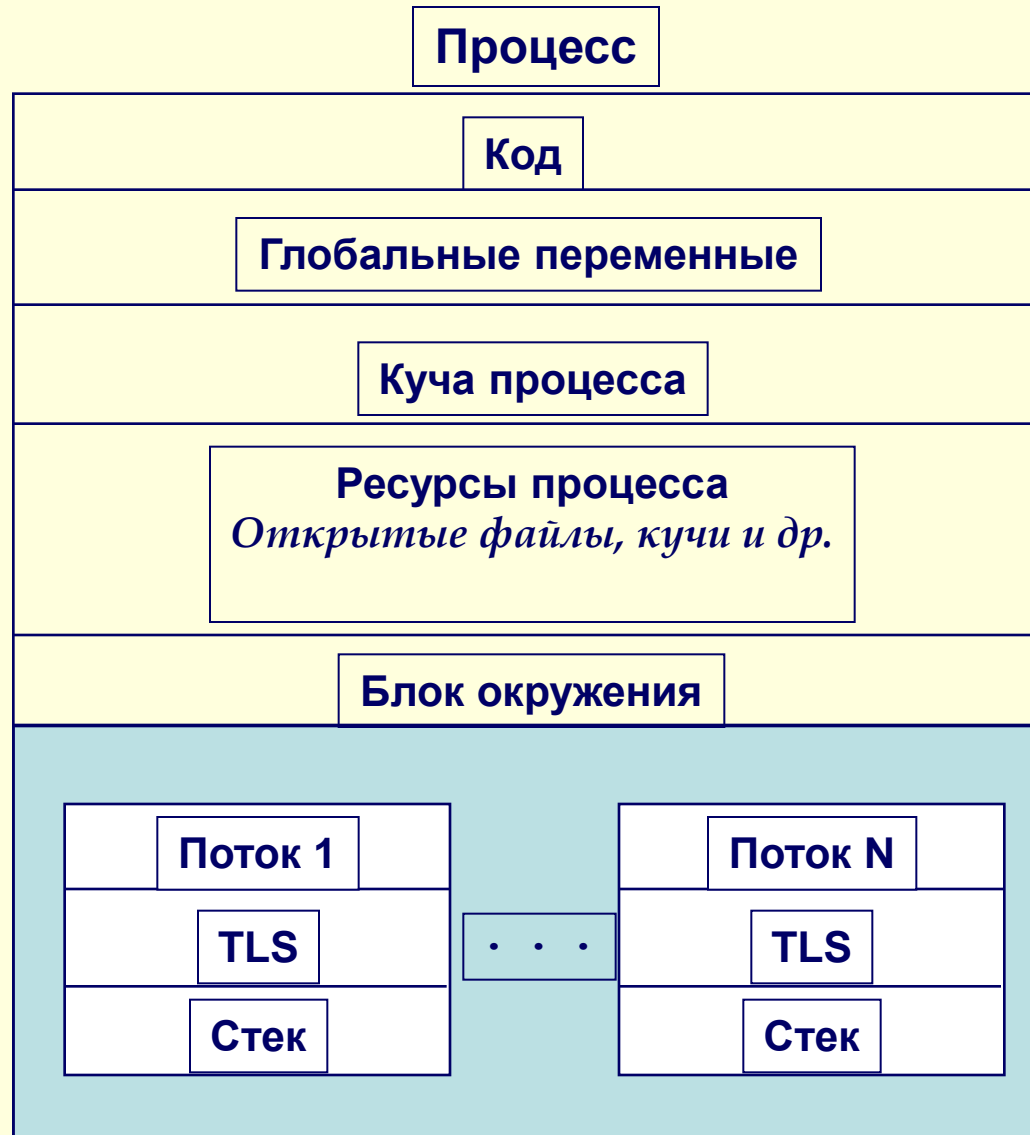 Процесс
Код
Глобальные переменные
Куча процесса
Ресурсы процесса
Открытые файлы, кучи и др.
Блок окружения
Поток 1
TLS
Стек
. . .
Поток N
TLS
Стек